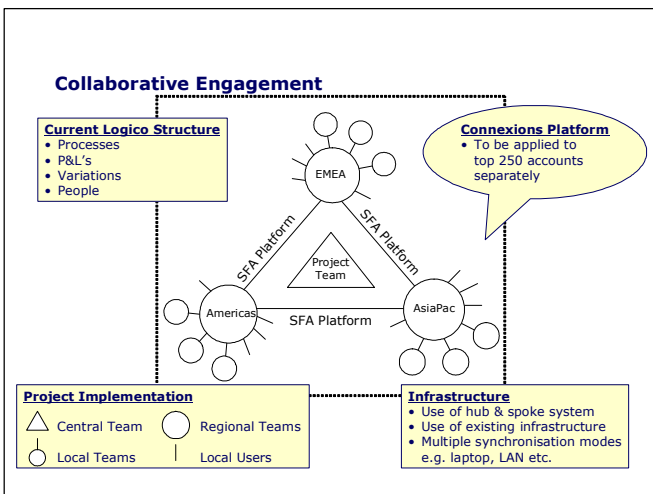 Collaborative Engagement
Current Logico Structure
• Processes
• P&L's
• Variations
• People
Connexions Platform
• To be applied to
top 250 accounts
separately
EMEA
SFA Platform
SFA Platform
Project
Team
Americas
AsiaPac
SFA Platform
Project Implementation
Central Team
Regional Teams
Local Teams
Local Users
Infrastructure
• Use of hub & spoke system
• Use of existing infrastructure
• Multiple synchronisation modes
e.g. laptop, LAN etc.